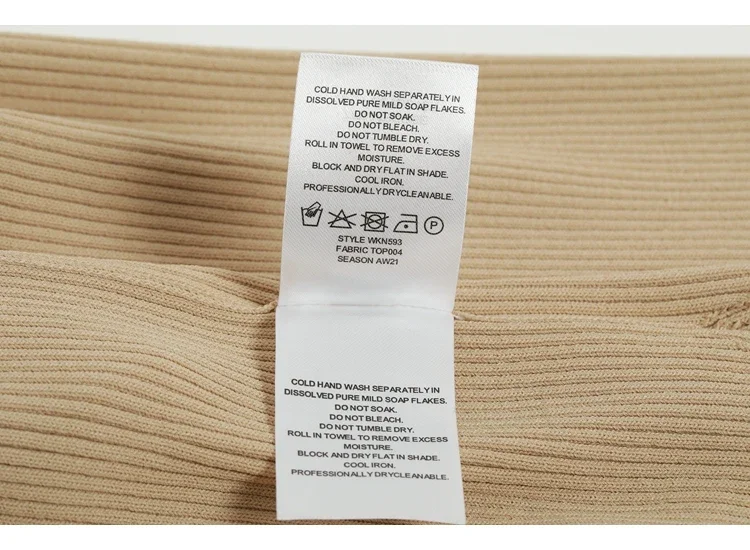 COLD HAND WASH SEPARATELY IN
DISSOLVED PURE MILD SOAP FLAKES.
DO NOT SOAK.
DO NOT BLEACH.
DO NOT TUMBLE DRY.
ROLL IN TOWEL TO REMOVE EXCESS
MOISTURE.
BLOCK AND DRY FLAT IN SHADE.
COOL IRON.
PROFESSIONALLY DRYCLEANABLE.
P
STYLE WKN593
FABRIC TOP004
SEASON AW21
COLD HAND WASH SEPARATELY IN
DISSOLVED PURE MILD SOAP FLAKES.
DO NOT SOAK.
DO NOT BLEACH.
DO NOT TUMBLE DRY.
ROLL IN TOWEL TO REMOVE EXCESS
MOISTURE.
BLOCK AND DRY FLAT IN SHADE.
COOL IRON.
PROFESSIONALLY DRYCLEANABLE.